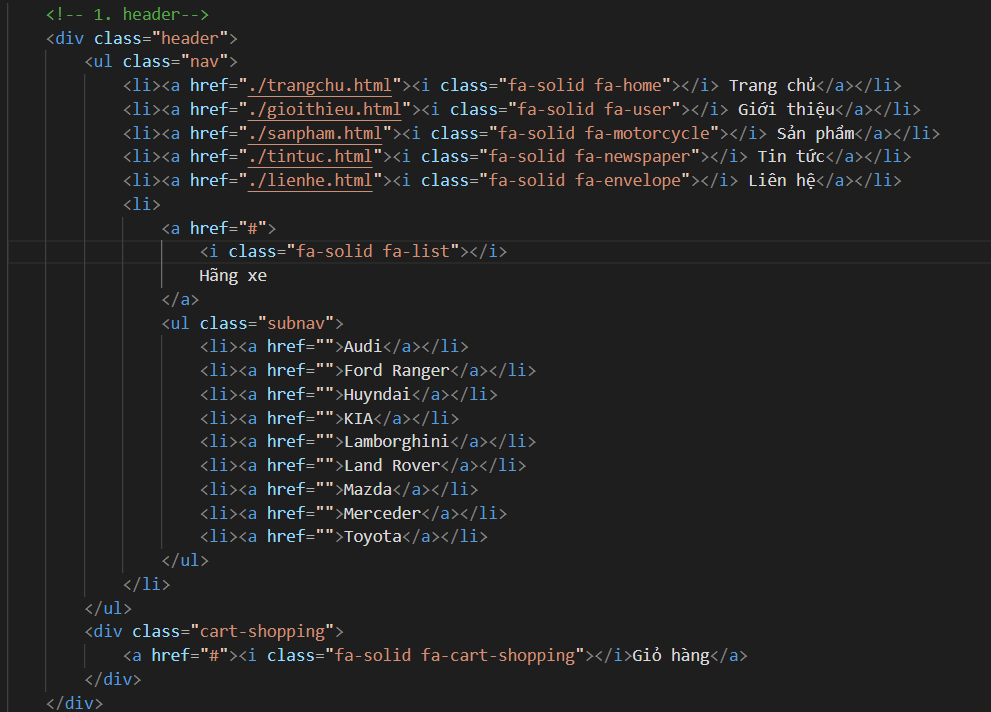 <!-- 1. header-->
<div class="header">
<ul class="nav">
<li><a href="./trangchu.html"><i class="fa-solid fa-home"></i> Trang chủ</a></li>
<li><a href="./gioithieu.html"><i class="fa-solid fa-user"></i> Giới thiệu</a></li>
<li><a href="./sanpham.html"><i class="fa-solid fa-motorcycle"></i> Sản phẩm</a></li>
<li><a href="./tintuc.html"><i class="fa-solid fa-newspaper"></i> Tin tức</a></li>
<li><a href="./lienhe.html"><i class="fa-solid fa-envelope"></i> Liên hệ</a></li>
<li>
<a href="#">
<i class="fa-solid fa-list"></i>
Hãng xe
</a>
<ul class="subnav">
<li><a href="">Audi</a></li>
<li><a href="">Ford Ranger</a></li>
<li><a href="">Huyndai</a></li>
<li><a href="">KIA</a></li>
<li><a href="">Lamborghini</a></li>
<li><a href="">Land Rover</a></li>
<li><a href="">Mazda</a></li>
<li><a href="">Merceder</a></li>
<li><a href="">Toyota</a></li>
</ul>
</li>
</ul>
<div class="cart-shopping">
<a href="#"><i class="fa-solid fa-cart-shopping"></i>Giỏ hàng</a>
</div>
</div>